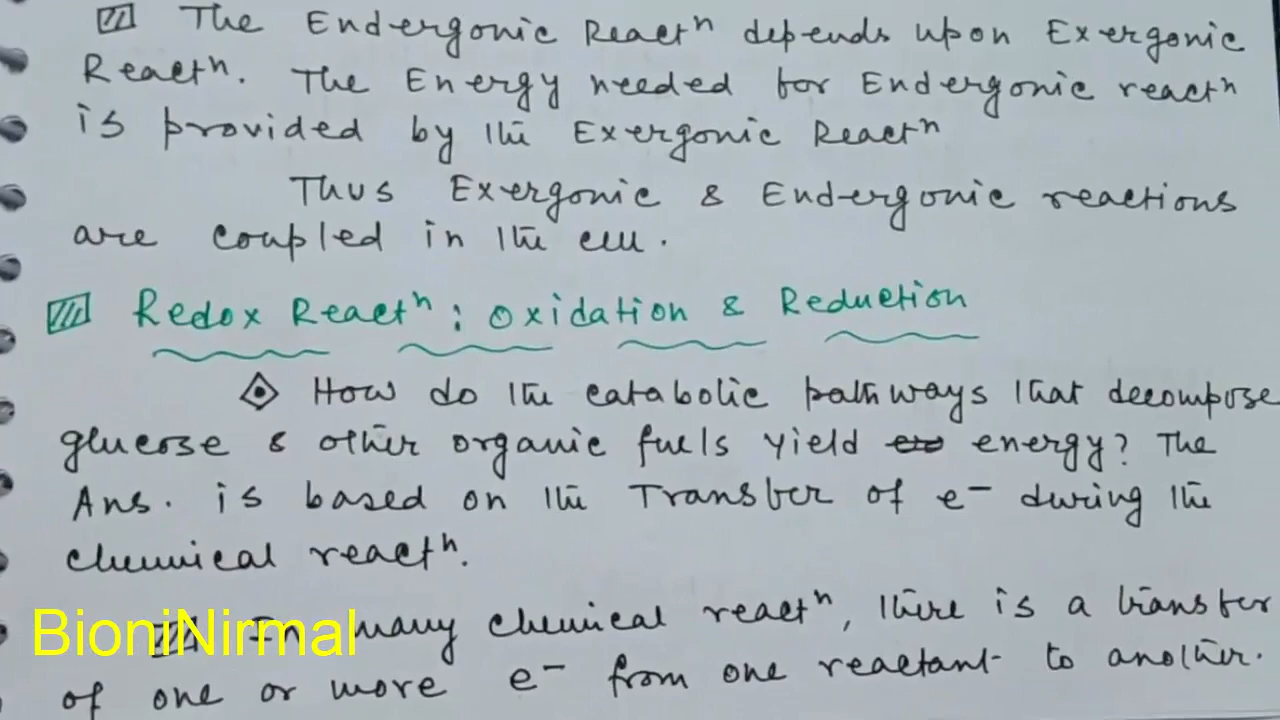 The Endergonic Reactⁿ depends upon Exergonic
Reactⁿ. The Energy needed for Endergonic reactⁿ
is provided by the Exergonic Reactⁿ
Thus Exergonic & Endergonic reactions
are coupled in the cell.
Redox Reactⁿ: Oxidation & Reduction
How do the catabolic pathways that decompose
glucose & other organic fuels yield energy? The
Ans. is based on the Transfer of e⁻ during the
chemical reactⁿ.
In many chemical reactⁿ, there is a transfer
of one or more e⁻ from one reactant to another.
BioniNirmal